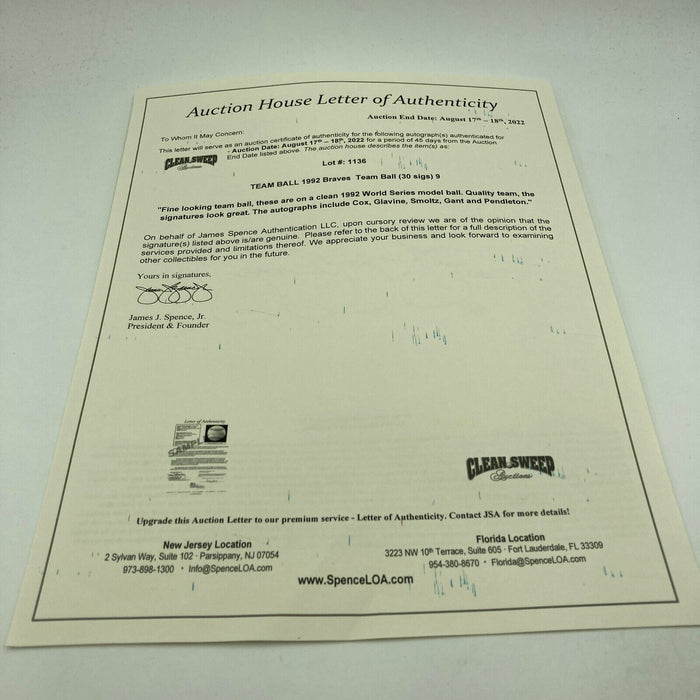 Auction House Letter of Authenticity
Auction End Date: August 17th – 18th, 2022
To Whom It May Concern:
This letter will serve as an auction certificate of authenticity for the following autograph(s) authenticated for
CLEAN SWEEP
Auctions
- Auction Date: August 17th – 18th, 2022 for a period of 45 days from the Auction
End Date listed above. The auction house describes the item(s) as:
Lot #: 1136
TEAM BALL 1992 Braves Team Ball (30 sigs) 9
"Fine looking team ball, these are on a clean 1992 World Series model ball. Quality team, the
signatures look great. The autographs include Cox, Glavine, Smoltz, Gant and Pendleton."
On behalf of James Spence Authentication LLC, upon cursory review we are of the opinion that the
signature(s) listed above is/are genuine. Please refer to the back of this letter for a full description of the
services provided and limitations thereof. We appreciate your business and look forward to examining
other collectibles for you in the future.
Yours in signatures,
James J. Spence, Jr.
President & Founder
Letter of Authenticity
SAMPLE
CLEAN SWEEP
Auctions
Upgrade this Auction Letter to our premium service - Letter of Authenticity. Contact JSA for more details!
New Jersey Location
2 Sylvan Way, Suite 102 · Parsippany, NJ 07054
973-898-1300 · Info@SpenceLOA.com
Florida Location
3223 NW 10th Terrace, Suite 605 · Fort Lauderdale, FL 33309
954-380-8670 · Florida@SpenceLOA.com
www.SpenceLOA.com